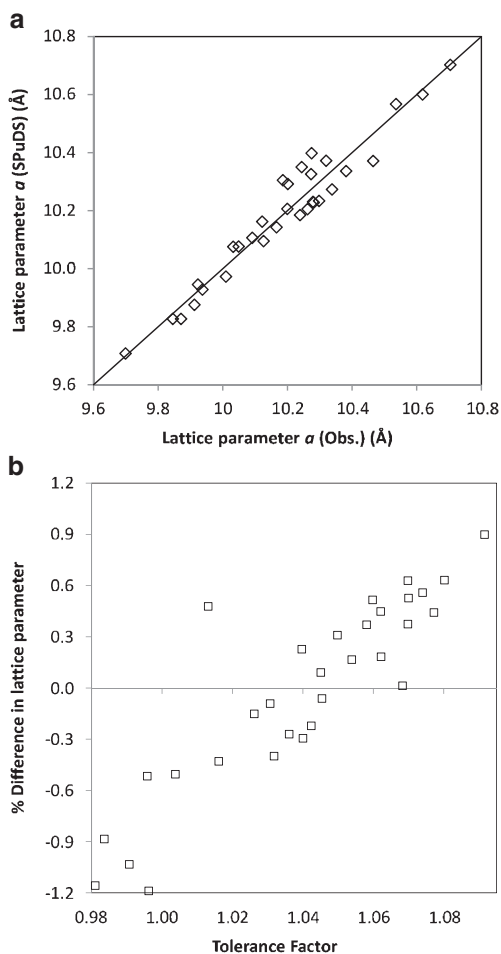 a
10.8
10.6
10.4
10.2
10.0
9.8
9.6
Lattice parameter a (SPuDS) (Å)
9.6 9.8 10 10.2 10.4 10.6 10.8
Lattice parameter a (Obs.) (Å)
b
1.2
0.9
0.6
0.3
0.0
-0.3
-0.6
-0.9
-1.2
% Difference in lattice parameter
0.98 1.00 1.02 1.04 1.06 1.08
Tolerance Factor